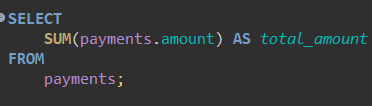 SELECT
SUM(payments.amount) AS total_amount
FROM
payments;